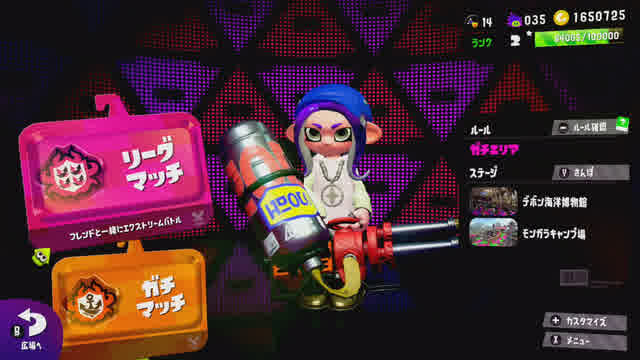 14
035
1650725
ランク
2
/100000
リーグ
マッチ
フレンドと一緒にエクストリームバトル
ガチ
マッチ
B
広場へ
ルール
ルール確認
ガチエリア
ステージ
Y
さんぽ
デボン海洋博物館
モンガラキャンプ場
カスタマイズ
X
メニュー